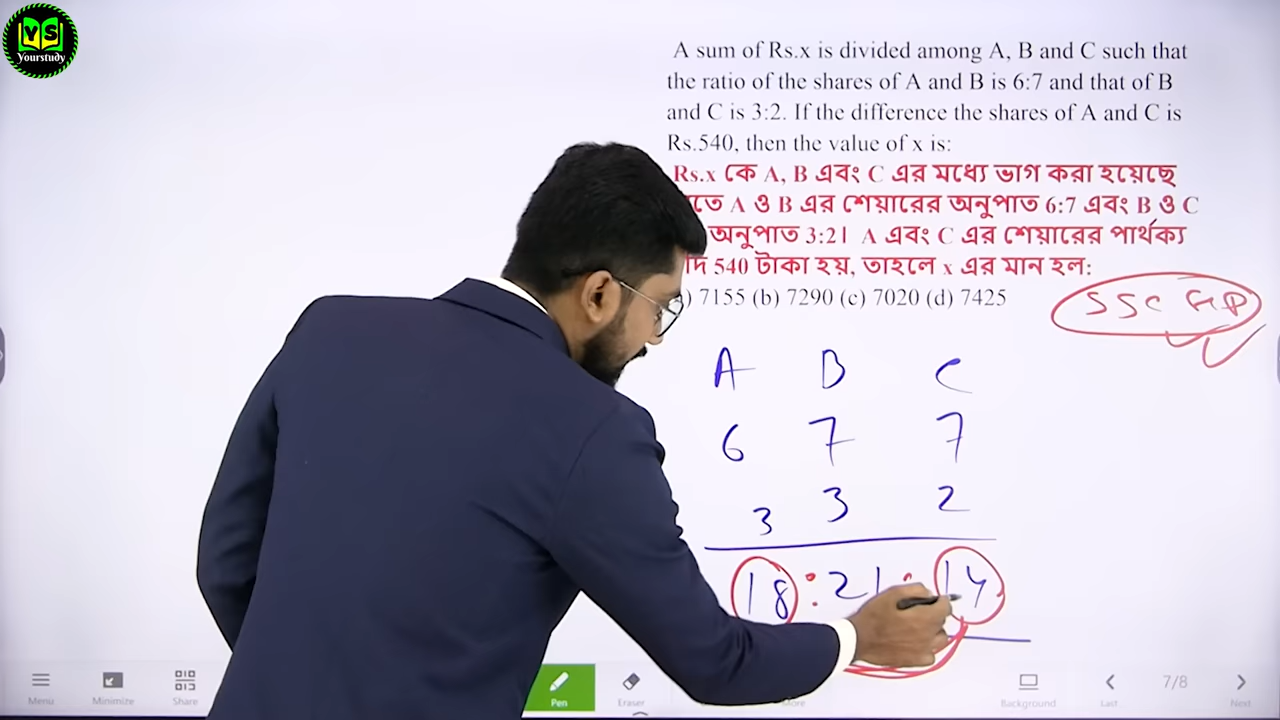 YS
Yourstudy
A sum of Rs.x is divided among A, B and C such that
the ratio of the shares of A and B is 6:7 and that of B
and C is 3:2. If the difference the shares of A and C is
Rs.540, then the value of x is:
Rs.x কে A, B এবং C এর মধ্যে ভাগ করা হয়েছে
A ও B এর শেয়ারের অনুপাত 6:7 এবং B ও C
অনুপাত 3:2। A এবং C এর শেয়ারের পার্থক্য
540 টাকা হয়, তাহলে x এর মান হল:
7155 (b) 7290 (c) 7020 (d) 7425
SSC
A B C
6 7 7
3 3 2
18 : 21 : 14
Menu Minimize Share Pen Eraser More Background Last... 7/8 Next